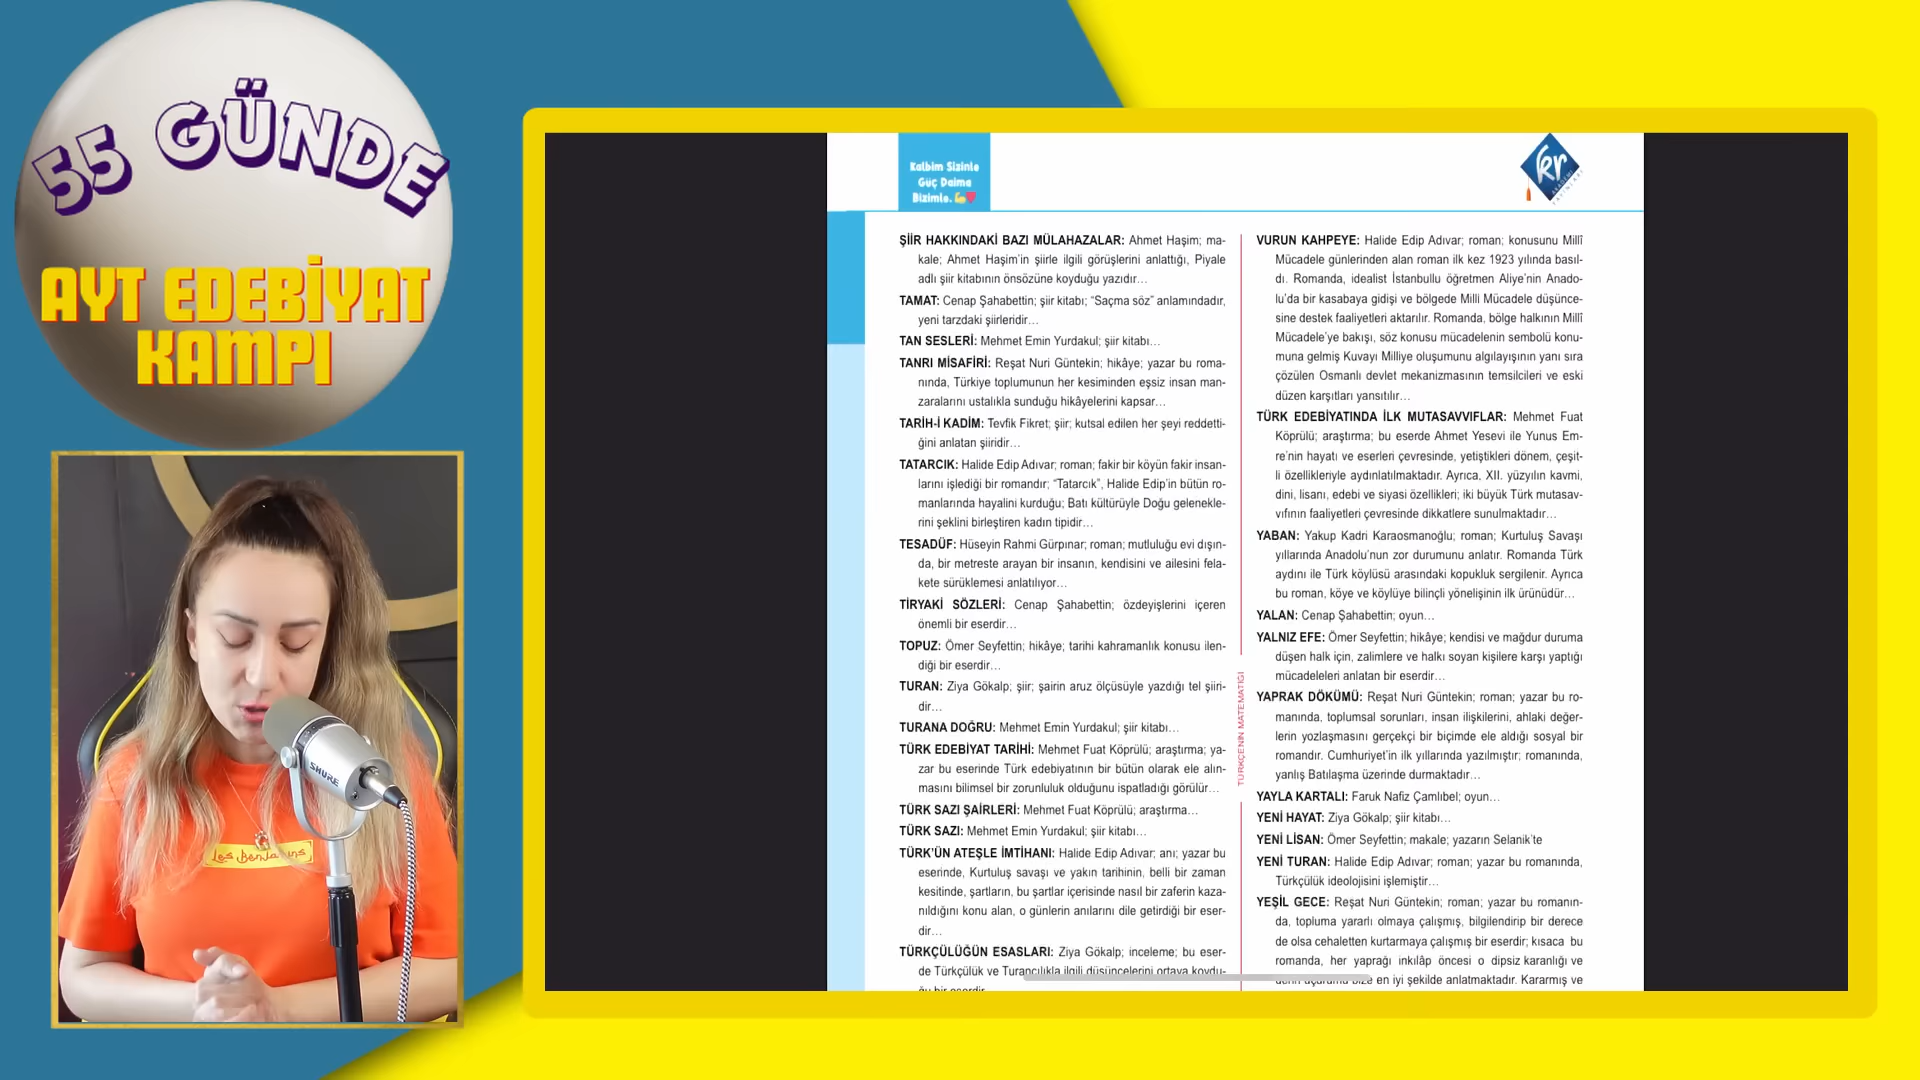 55 GÜNDE
AYT EDEBİYAT
KAMPI
SHURE
Les Benjamins
Kalbim Sizinle
Güç Daima
Bizimle.
kr
ŞİİR HAKKINDAKİ BAZI MÜLAHAZALAR: Ahmet Haşim; ma-
kale; Ahmet Haşim'in şiirle ilgili görüşlerini anlattığı, Piyale
adlı şiir kitabının önsözüne koyduğu yazıdır…
TAMAT: Cenap Şahabettin; şiir kitabı; “Saçma söz” anlamındadır,
yeni tarzdaki şiirleridir…
TAN SESLERİ: Mehmet Emin Yurdakul; şiir kitabı…
TANRI MİSAFİRİ: Reşat Nuri Güntekin; hikâye; yazar bu roma-
nında, Türkiye toplumunun her kesiminden eşsiz insan man-
zaralarını ustalıkla sunduğu hikâyelerini kapsar…
TARİH-İ KADİM: Tevfik Fikret; şiir; kutsal edilen her şeyi reddetti-
ğini anlatan şiiridir…
TATARCIK: Halide Edip Adıvar; roman; fakir bir köyün fakir insan-
larını işlediği bir romandır; “Tatarcık”, Halide Edip'in bütün ro-
manlarında hayalini kurduğu; Batı kültürüyle Doğu gelenekle-
rini şeklini birleştiren kadın tipidir…
TESADÜF: Hüseyin Rahmi Gürpınar; roman; mutluluğu evi dışın-
da, bir metreste arayan bir insanın, kendisini ve ailesini fela-
kete sürüklemesi anlatılıyor…
TİRYAKİ SÖZLERİ: Cenap Şahabettin; özdeyişlerini içeren
önemli bir eserdir…
TOPUZ: Ömer Seyfettin; hikâye; tarihi kahramanlık konusu ilen-
diği bir eserdir…
TURAN: Ziya Gökalp; şiir; şairin aruz ölçüsüyle yazdığı tel şiiri-
dir…
TURANA DOĞRU: Mehmet Emin Yurdakul; şiir kitabı…
TÜRK EDEBİYAT TARİHİ: Mehmet Fuat Köprülü; araştırma; ya-
zar bu eserinde Türk edebiyatının bir bütün olarak ele alın-
masını bilimsel bir zorunluluk olduğunu ispatladığı görülür…
TÜRK SAZI ŞAİRLERİ: Mehmet Fuat Köprülü; araştırma…
TÜRK SAZI: Mehmet Emin Yurdakul; şiir kitabı…
TÜRK'ÜN ATEŞLE İMTİHANI: Halide Edip Adıvar; anı; yazar bu
eserinde, Kurtuluş savaşı ve yakın tarihinin, belli bir zaman
kesitinde, şartların, bu şartlar içerisinde nasıl bir zaferin kaza-
nıldığını konu alan, o günlerin anılarını dile getirdiği bir eser-
dir…
TÜRKÇÜLÜĞÜN ESASLARI: Ziya Gökalp; inceleme; bu eser-
de Türkçülük ve Turancılıkla ilgili düşüncelerini ortaya koydu-
ğu bir eserdir
TÜRKÇENİN MATEMATİĞİ
VURUN KAHPEYE: Halide Edip Adıvar; roman; konusunu Millî
Mücadele günlerinden alan roman ilk kez 1923 yılında basıl-
dı. Romanda, idealist İstanbullu öğretmen Aliye'nin Anado-
lu'da bir kasabaya gidişi ve bölgede Milli Mücadele düşünce-
sine destek faaliyetleri aktarılır. Romanda, bölge halkının Millî
Mücadele'ye bakışı, söz konusu mücadelenin sembolü konu-
muna gelmiş Kuvayı Milliye oluşumunu algılayışının yanı sıra
çözülen Osmanlı devlet mekanizmasının temsilcileri ve eski
düzen karşıtları yansıtılır…
TÜRK EDEBİYATINDA İLK MUTASAVVIFLAR: Mehmet Fuat
Köprülü; araştırma; bu eserde Ahmet Yesevi ile Yunus Em-
re'nin hayatı ve eserleri çevresinde, yetiştikleri dönem, çeşit-
li özellikleriyle aydınlatılmaktadır. Ayrıca, XII. yüzyılın kavmi,
dini, lisanı, edebi ve siyasi özellikleri; iki büyük Türk mutasav-
vıfının faaliyetleri çevresinde dikkatlere sunulmaktadır…
YABAN: Yakup Kadri Karaosmanoğlu; roman; Kurtuluş Savaşı
yıllarında Anadolu'nun zor durumunu anlatır. Romanda Türk
aydını ile Türk köylüsü arasındaki kopukluk sergilenir. Ayrıca
bu roman, köye ve köylüye bilinçli yönelişinin ilk ürünüdür…
YALAN: Cenap Şahabettin; oyun…
YALNIZ EFE: Ömer Seyfettin; hikâye; kendisi ve mağdur duruma
düşen halk için, zalimlere ve halkı soyan kişilere karşı yaptığı
mücadeleleri anlatan bir eserdir…
YAPRAK DÖKÜMÜ: Reşat Nuri Güntekin; roman; yazar bu ro-
manında, toplumsal sorunları, insan ilişkilerini, ahlaki değer-
lerin yozlaşmasını gerçekçi bir biçimde ele aldığı sosyal bir
romandır. Cumhuriyet'in ilk yıllarında yazılmıştır; romanında,
yanlış Batılaşma üzerinde durmaktadır…
YAYLA KARTALI: Faruk Nafiz Çamlıbel; oyun…
YENİ HAYAT: Ziya Gökalp; şiir kitabı…
YENİ LİSAN: Ömer Seyfettin; makale; yazarın Selanik'te
YENİ TURAN: Halide Edip Adıvar; roman; yazar bu romanında,
Türkçülük ideolojisini işlemiştir…
YEŞİL GECE: Reşat Nuri Güntekin; roman; yazar bu romanın-
da, topluma yararlı olmaya çalışmış, bilgilendirip bir derece
de olsa cehaletten kurtarmaya çalışmış bir eserdir; kısaca bu
romanda, her yaprağı inkılâp öncesi o dipsiz karanlığı ve
en iyi şekilde anlatmaktadır. Kararmış ve